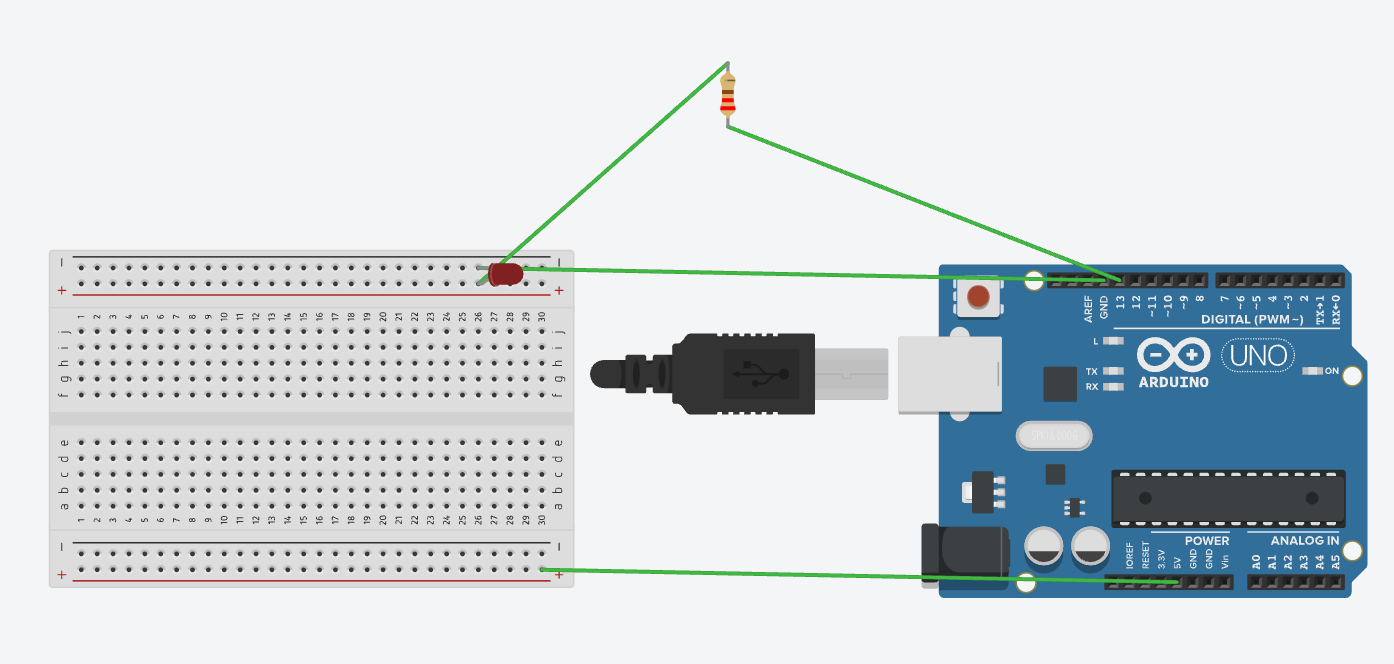 − −
+ +
1 2 3 4 5 6 7 8 9 10 11 12 13 14 15 16 17 18 19 20 21 22 23 24 25 26 27 28 29 30
j j
i i
h h
g g
f f
e e
d d
c c
b b
a a
1 2 3 4 5 6 7 8 9 10 11 12 13 14 15 16 17 18 19 20 21 22 23 24 25 26 27 28 29 30
− −
+ +
AREF GND 13 12 ~11 ~10 ~9 8 7 ~6 ~5 4 ~3 2 TX→1 RX←0
DIGITAL (PWM~)
L
TX
RX
UNO
ON
ARDUINO
POWER ANALOG IN
IOREF RESET 3.3V 5V GND GND Vin A0 A1 A2 A3 A4 A5